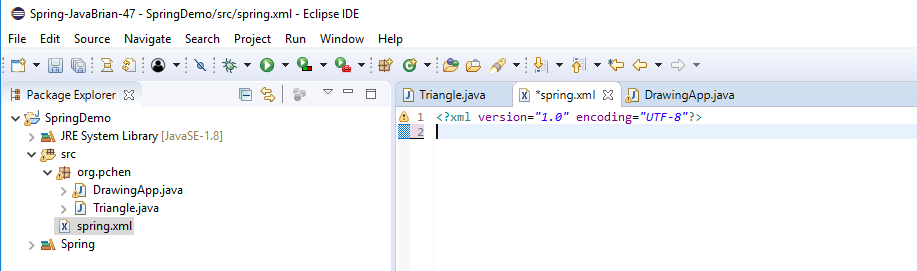 Spring-JavaBrian-47 - SpringDemo/src/spring.xml - Eclipse IDE
File Edit Source Navigate Search Project Run Window Help
Package Explorer
Triangle.java *spring.xml DrawingApp.java
SpringDemo
JRE System Library [JavaSE-1.8]
src
org.pchen
DrawingApp.java
Triangle.java
spring.xml
Spring
1 <?xml version="1.0" encoding="UTF-8"?>
2